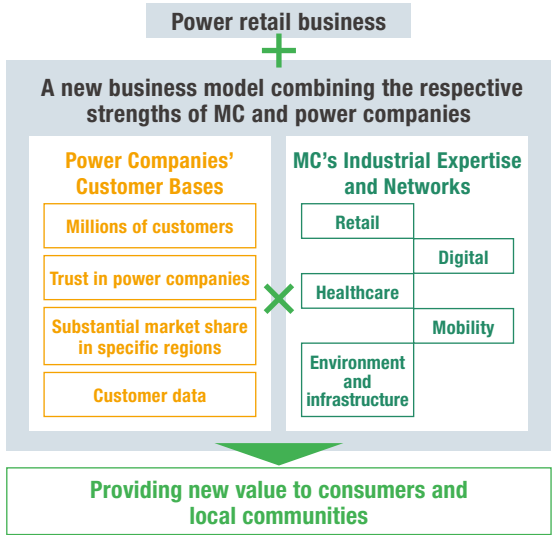 Power retail business
+
A new business model combining the respective
strengths of MC and power companies
Power Companies’
Customer Bases
Millions of customers
Trust in power companies
Substantial market share
in specific regions
Customer data
×
MC’s Industrial Expertise
and Networks
Retail
Digital
Healthcare
Mobility
Environment
and
infrastructure
Providing new value to consumers and
local communities